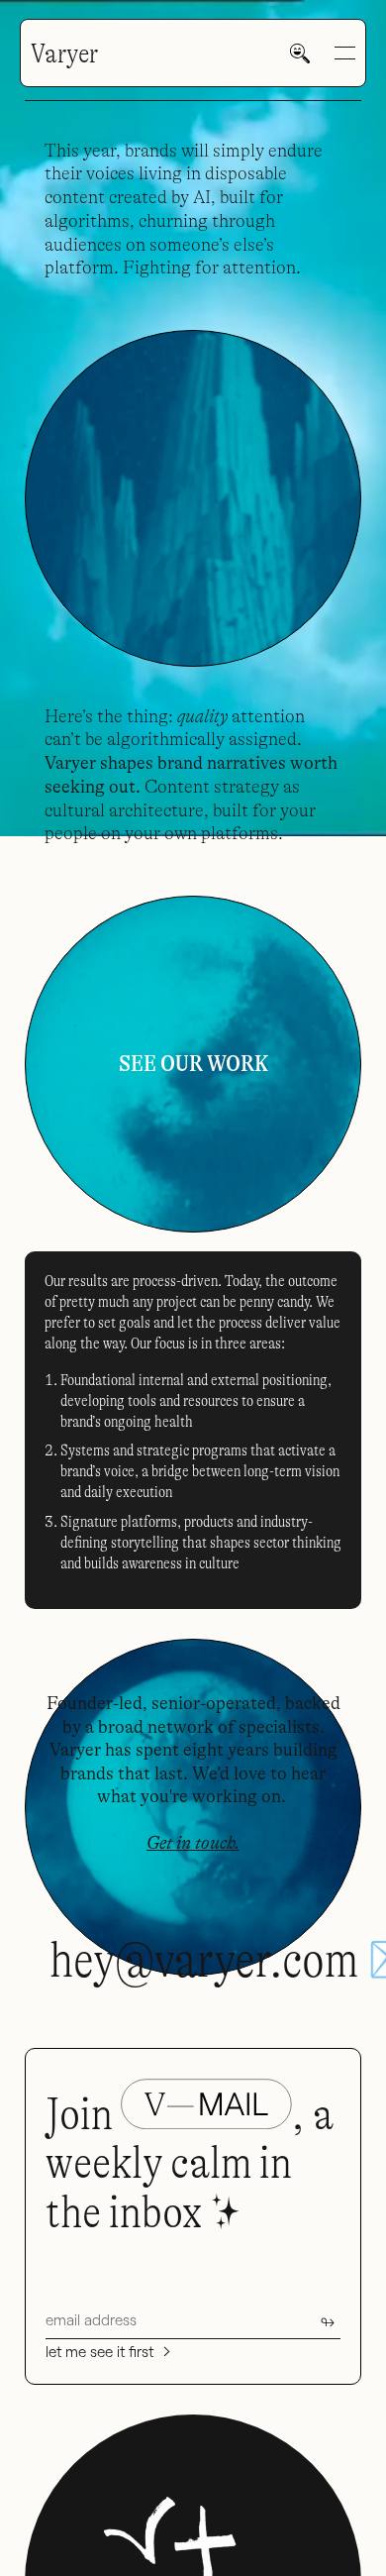 Varyer
This year, brands will simply endure
their voices living in disposable
content created by AI, built for
algorithms, churning through
audiences on someone's else's
platform. Fighting for attention.
Here's the thing: quality attention
can't be algorithmically assigned.
Varyer shapes brand narratives worth
seeking out. Content strategy as
cultural architecture, built for your
people on your own platforms.
SEE OUR WORK
Our results are process-driven. Today, the outcome
of pretty much any project can be penny candy. We
prefer to set goals and let the process deliver value
along the way. Our focus is in three areas:
1. Foundational internal and external positioning,
developing tools and resources to ensure a
brand's ongoing health
2. Systems and strategic programs that activate a
brand's voice, a bridge between long-term vision
and daily execution
3. Signature platforms, products and industry-
defining storytelling that shapes sector thinking
and builds awareness in culture
Founder-led, senior-operated, backed
by a broad network of specialists.
Varyer has spent eight years building
brands that last. We'd love to hear
what you're working on.
Get in touch.
hey@varyer.com
Join V—MAIL, a
weekly calm in
the inbox
email address
let me see it first
V+